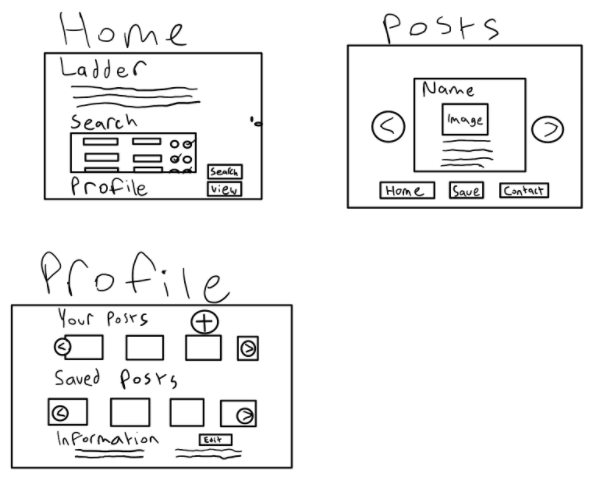 Home
Ladder
Search
Search
Profile
View
Posts
Name
Image
< >
Home Save Contact
Profile
Your Posts +
< >
Saved Posts
< >
Information Edit